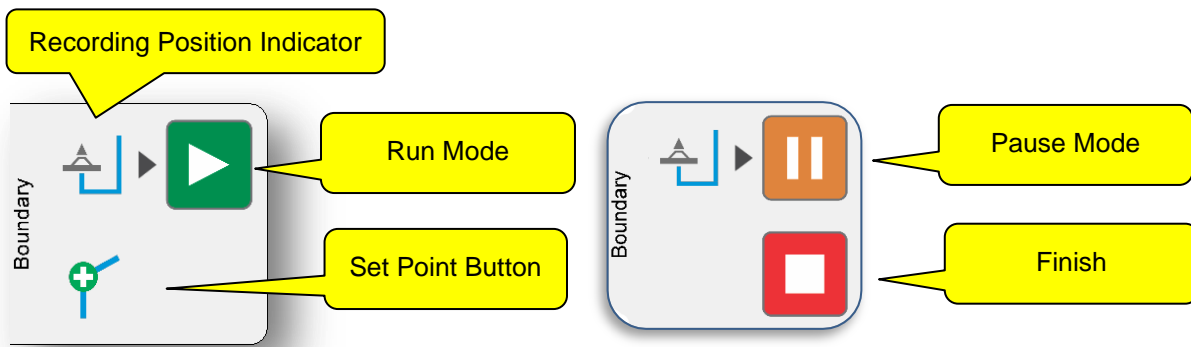 Recording Position Indicator
Boundary
Run Mode
Set Point Button
Boundary
Pause Mode
Finish